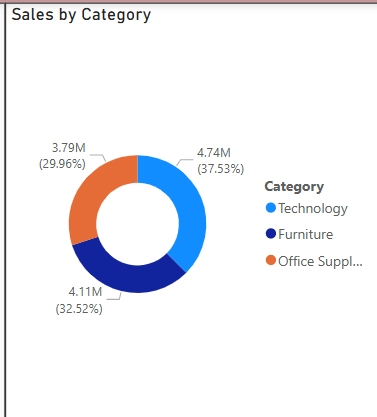 Sales by Category
3.79M
(29.96%)
4.74M
(37.53%)
Category
Technology
Furniture
Office Suppl...
4.11M
(32.52%)